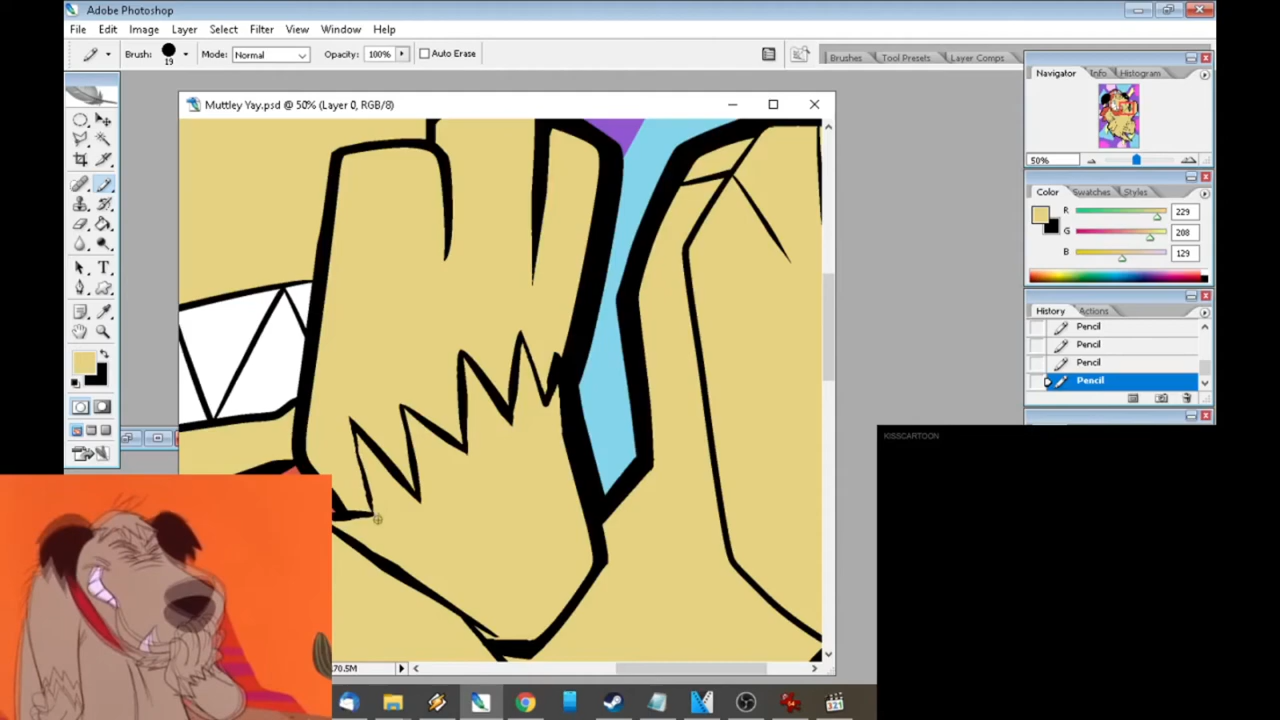 Adobe Photoshop
File Edit Image Layer Select Filter View Window Help
Brush: 19 Mode: Normal Opacity: 100% Auto Erase
Brushes Tool Presets Layer Comps
Muttley Yay.psd @ 50% (Layer 0, RGB/8)
Navigator Info Histogram
50%
Color Swatches Styles
R 229
G 208
B 129
History Actions
Pencil
Pencil
Pencil
Pencil
KISSCARTOON
70.5M
321